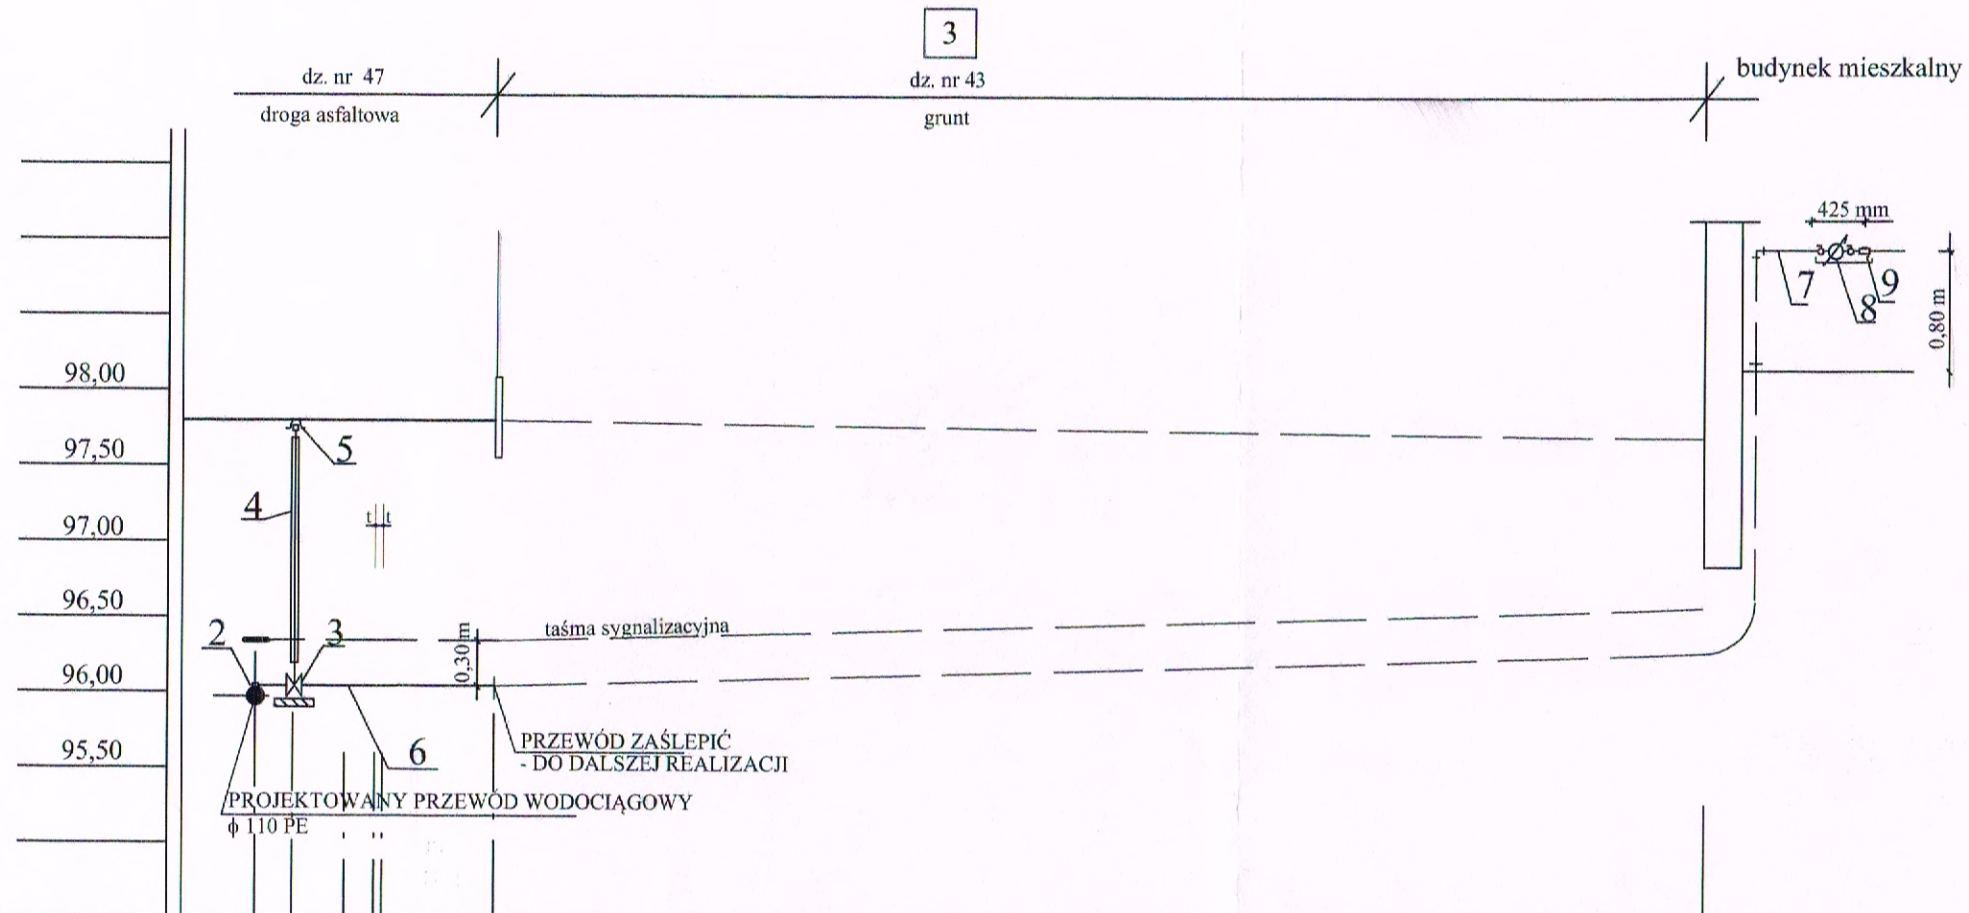 3
dz. nr 47
dz. nr 43
budynek mieszkalny
droga asfaltowa
grunt
425 mm
7
8
9
0,80 m
98,00
97,50
97,00
96,50
96,00
95,50
5
4
t t
2
3
0,30 m
taśma sygnalizacyjna
6
PRZEWÓD ZAŚLEPIĆ
- DO DALSZEJ REALIZACJI
PROJEKTOWANY PRZEWÓD WODOCIĄGOWY
ϕ 110 PE